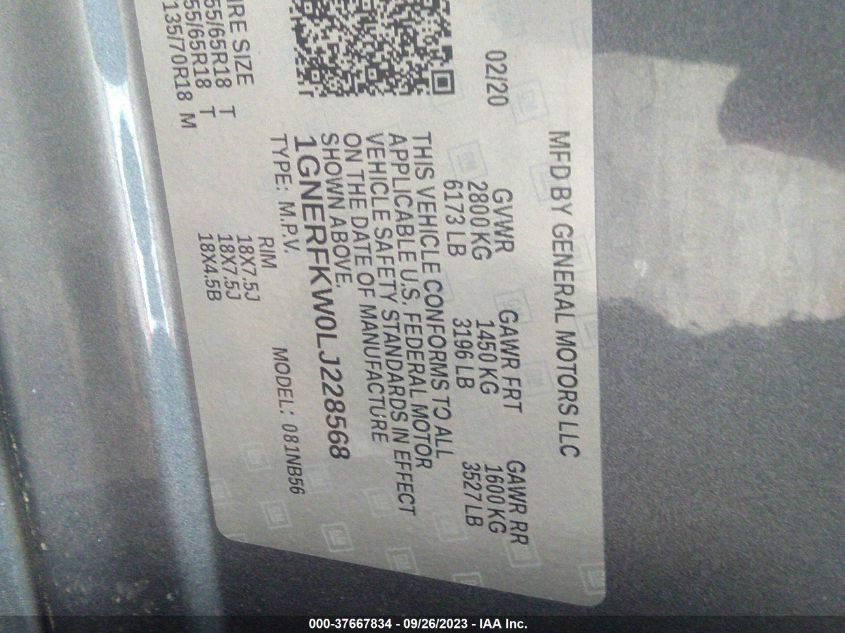 MFD BY GENERAL MOTORS LLC
02/20
GVWR
2800 KG
6173 LB
GAWR FRT
1450 KG
3196 LB
GAWR RR
1600 KG
3527 LB
THIS VEHICLE CONFORMS TO ALL
APPLICABLE U.S. FEDERAL MOTOR
VEHICLE SAFETY STANDARDS IN EFFECT
ON THE DATE OF MANUFACTURE
SHOWN ABOVE.
1GNERFKW0LJ228568
TYPE: M.P.V.
MODEL: 081NB56
RIM
55/65R18 T
18X7.5J
55/65R18 T
18X7.5J
135/70R18 M
18X4.5B
SIZE
GM
000-37667834 - 09/26/2023 - IAA Inc.